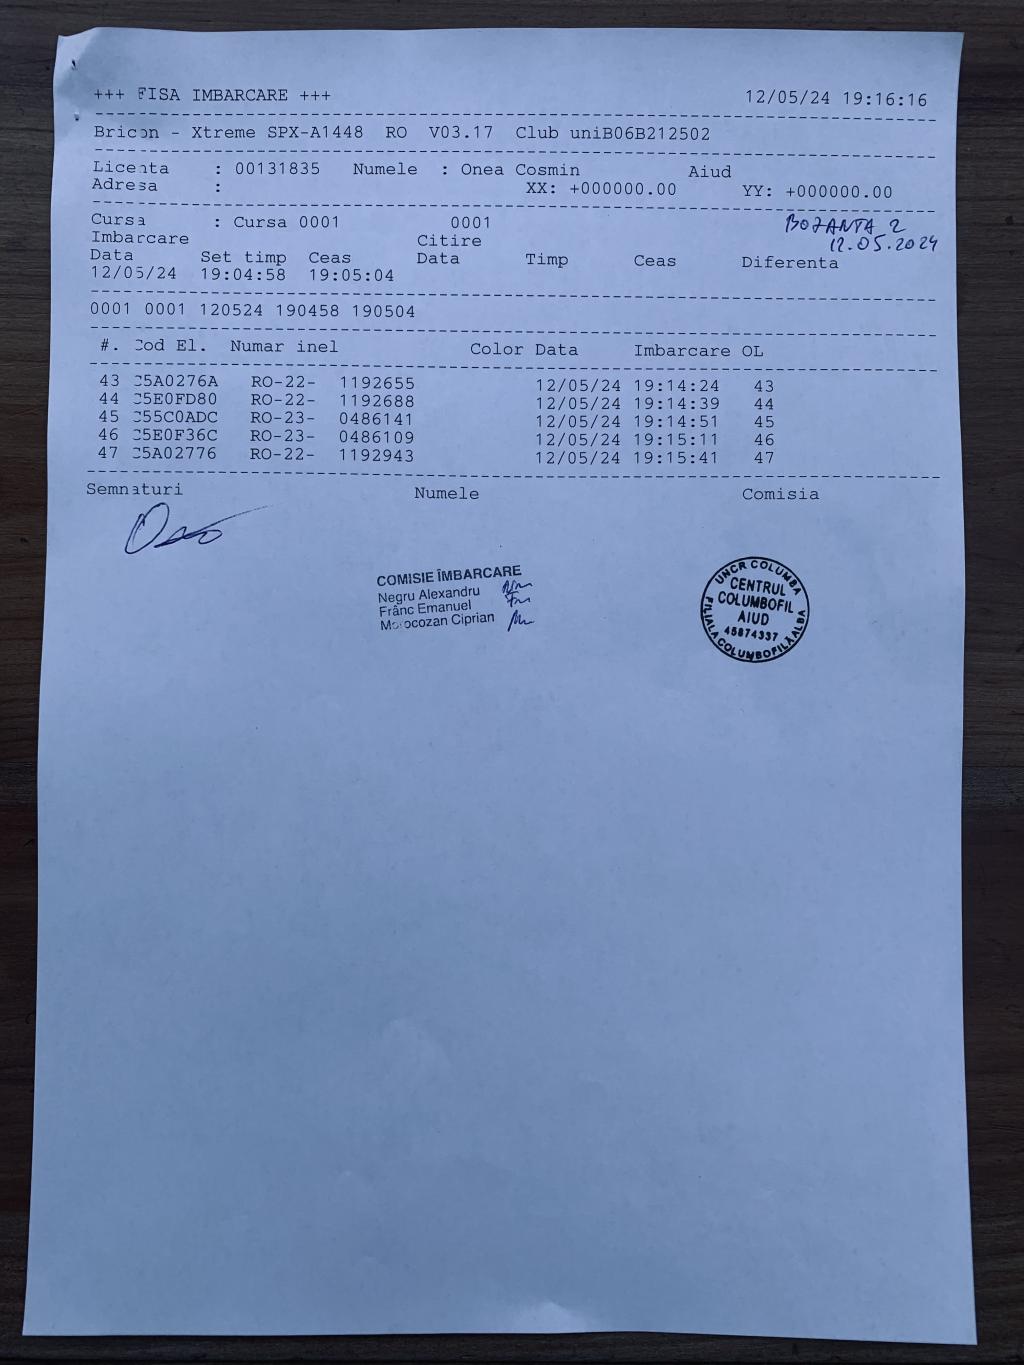 +++ FISA IMBARCARE +++ 12/05/24 19:16:16
Bricon - Xtreme SPX-A1448 RO V03.17 Club uniB06B212502
Licenta : 00131835 Numele : Onea Cosmin Aiud
Adresa : XX: +000000.00 YY: +000000.00
Cursa : Cursa 0001 0001 BOZANTA 2
Imbarcare Citire 12.05.2024
Data Set timp Ceas Data Timp Ceas Diferenta
12/05/24 19:04:58 19:05:04
0001 0001 120524 190458 190504
#. Cod El. Numar inel Color Data Imbarcare OL
43 C5A0276A RO-22- 1192655 12/05/24 19:14:24 43
44 C5E0FD80 RO-22- 1192688 12/05/24 19:14:39 44
45 C55C0ADC RO-23- 0486141 12/05/24 19:14:51 45
46 C5E0F36C RO-23- 0486109 12/05/24 19:15:11 46
47 C5A02776 RO-22- 1192943 12/05/24 19:15:41 47
Semnaturi Numele Comisia
COMISIE ÎMBARCARE
Negru Alexandru
Frânc Emanuel
Morocozan Ciprian
UNCR COLUMBA
CENTRUL
COLUMBOFIL
AIUD
45874337
FILIALA COLUMBOFILĂ ALBA